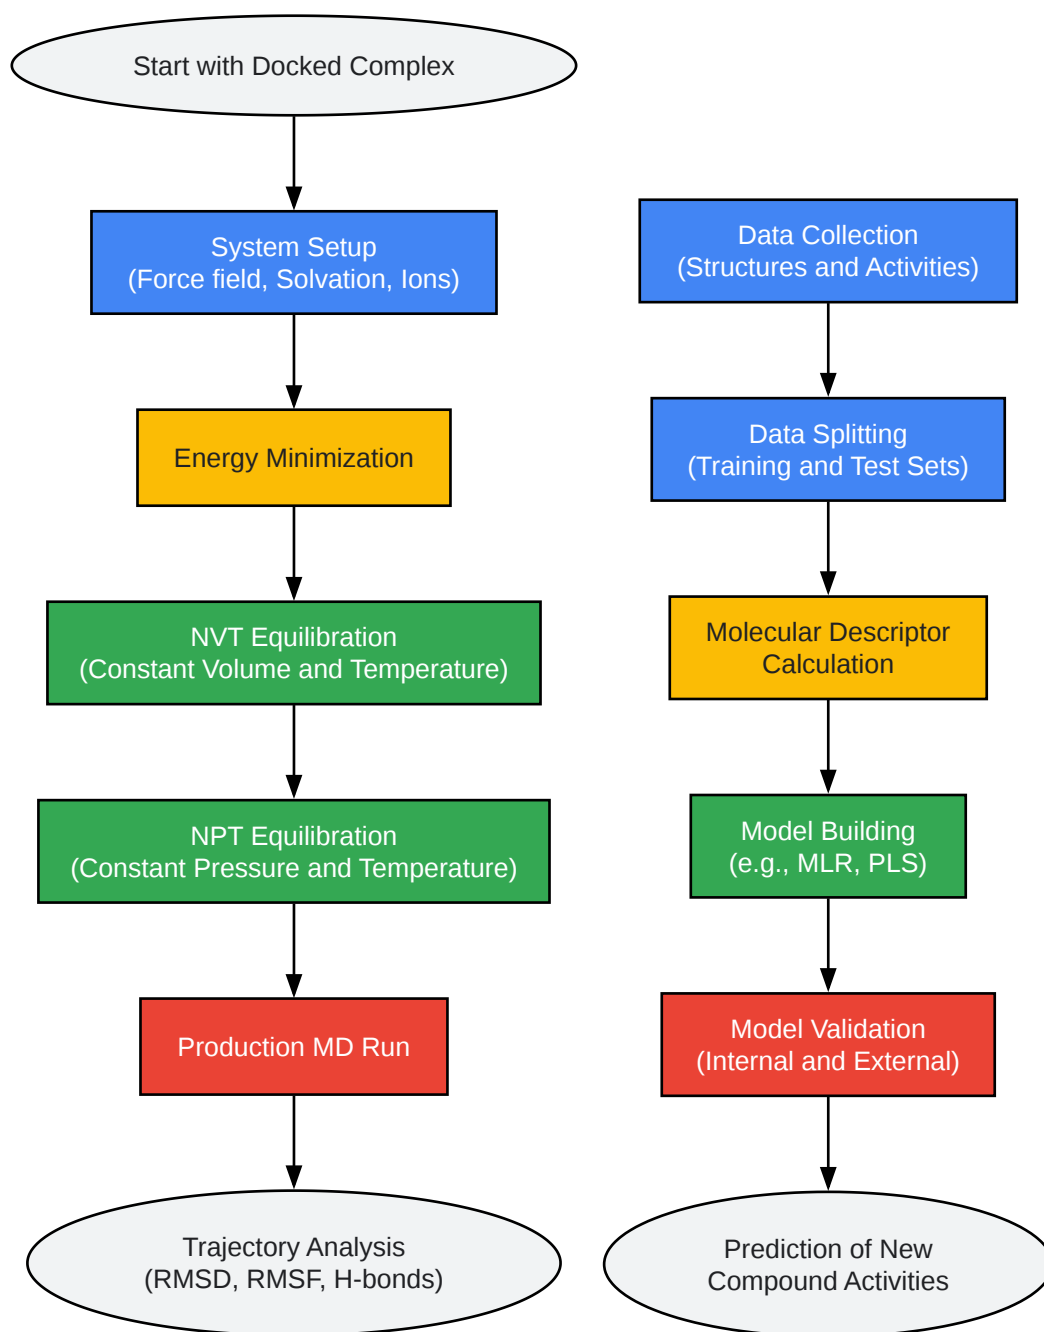 Start with Docked Complex
System Setup
(Force field, Solvation, Ions)
Energy Minimization
NVT Equilibration
(Constant Volume and Temperature)
NPT Equilibration
(Constant Pressure and Temperature)
Production MD Run
Trajectory Analysis
(RMSD, RMSF, H-bonds)
Data Collection
(Structures and Activities)
Data Splitting
(Training and Test Sets)
Molecular Descriptor
Calculation
Model Building
(e.g., MLR, PLS)
Model Validation
(Internal and External)
Prediction of New
Compound Activities